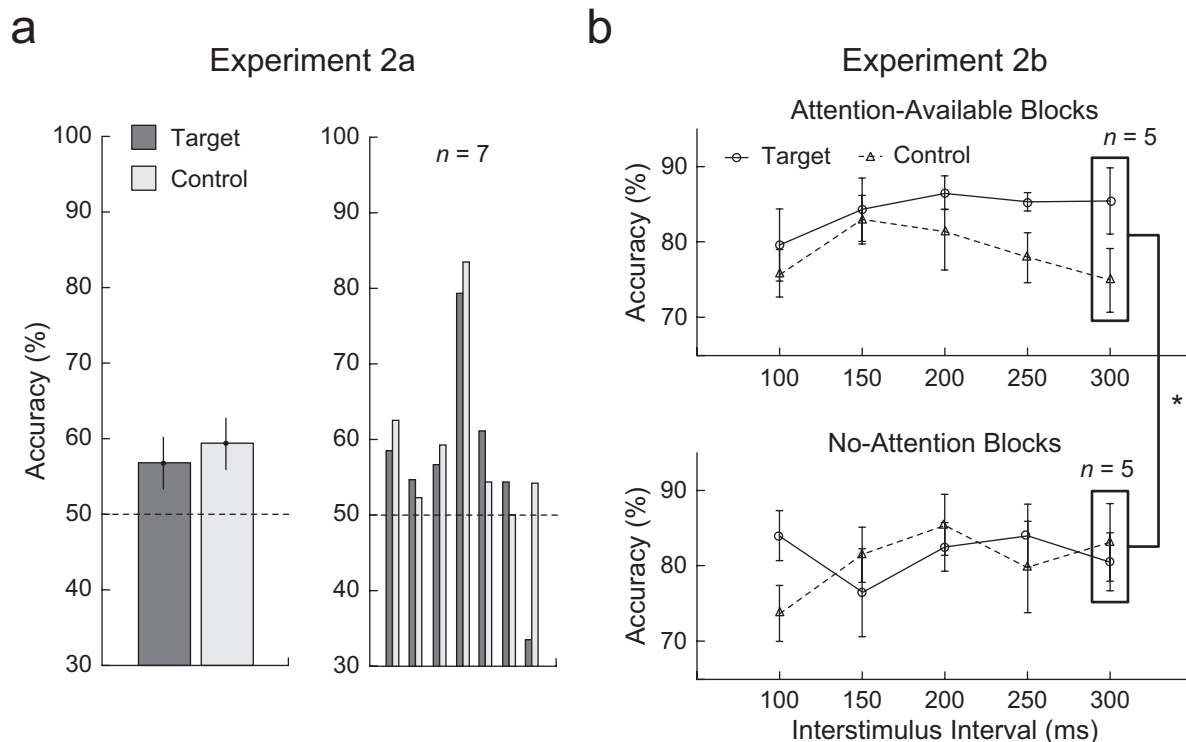 a
Experiment 2a
Accuracy (%)
100
90
80
70
60
50
40
30
Target
Control
100
90
80
70
60
50
40
30
n = 7
b
Experiment 2b
Attention-Available Blocks
n = 5
Target
Control
Accuracy (%)
90
80
70
100
150
200
250
300
*
No-Attention Blocks
n = 5
Accuracy (%)
90
80
70
100
150
200
250
300
Interstimulus Interval (ms)